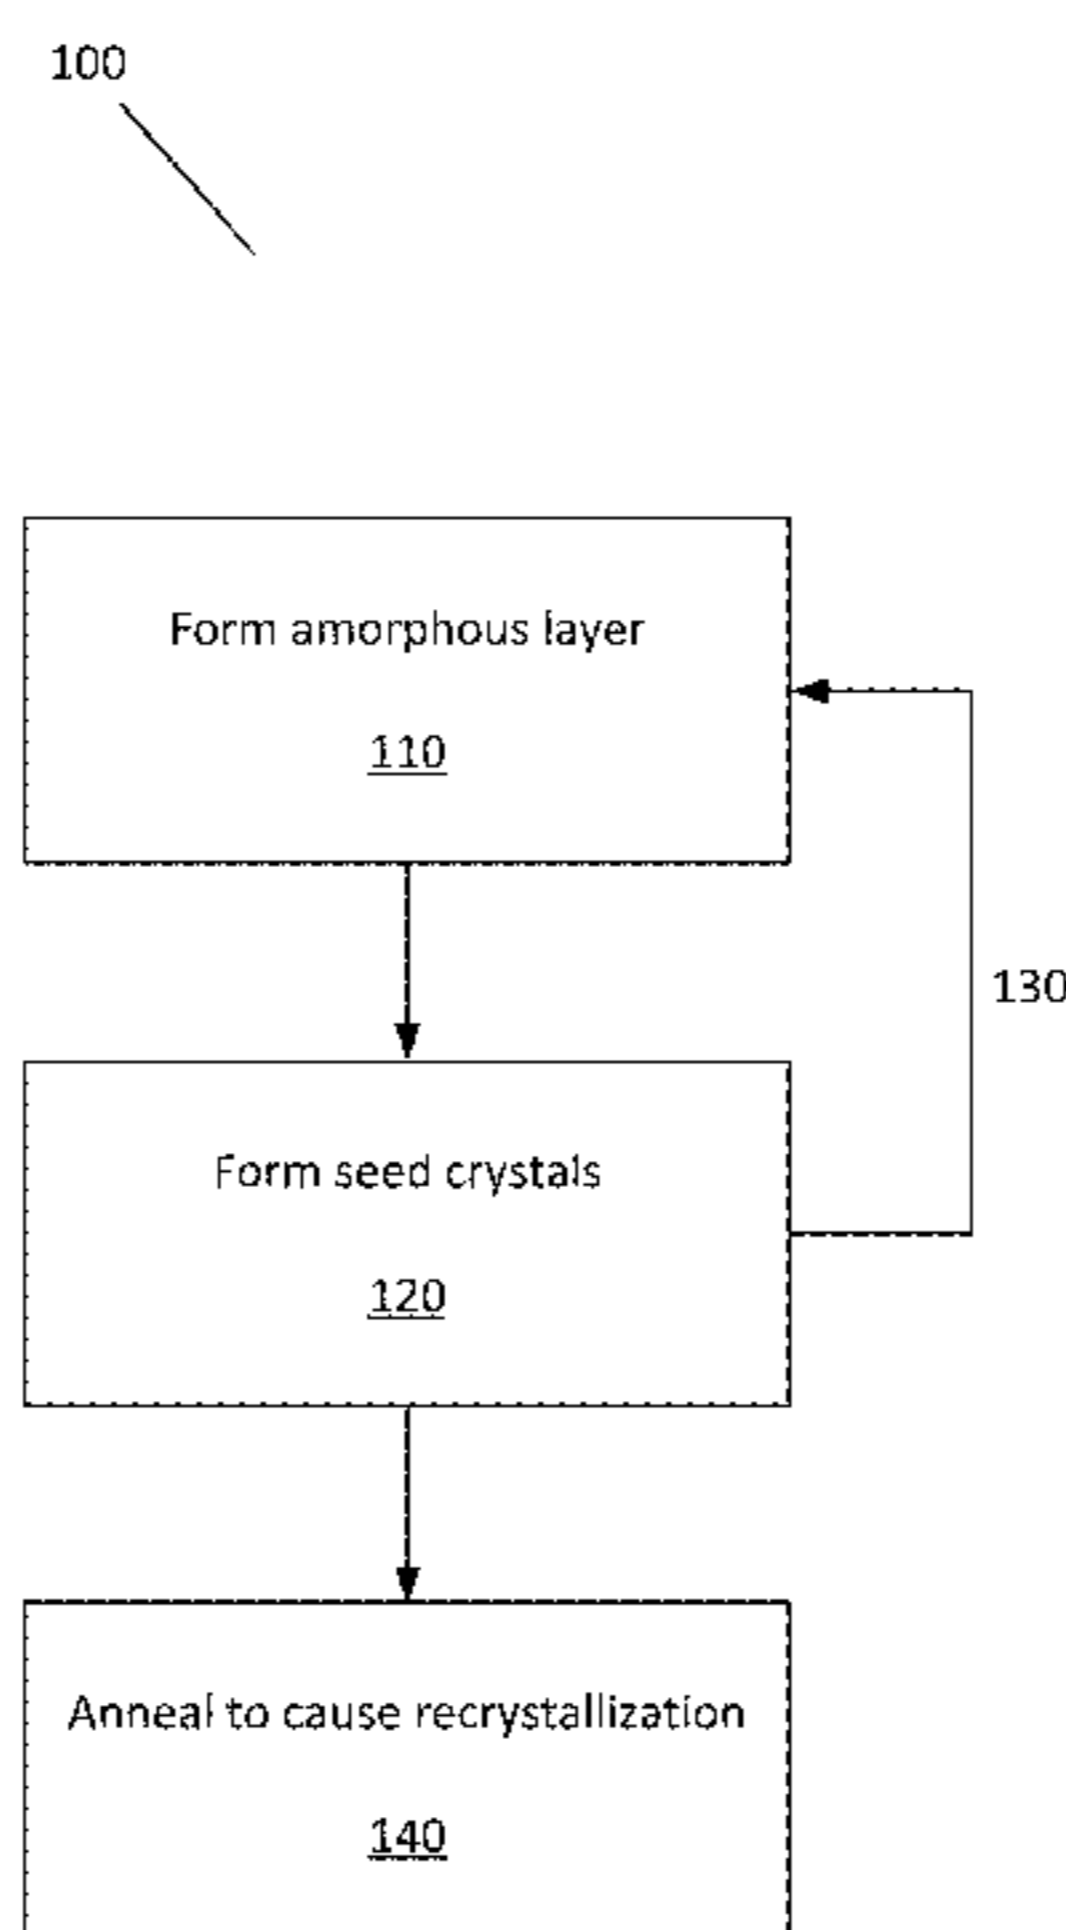 100
Form amorphous layer
110
130
Form seed crystals
120
Anneal to cause recrystallization
140